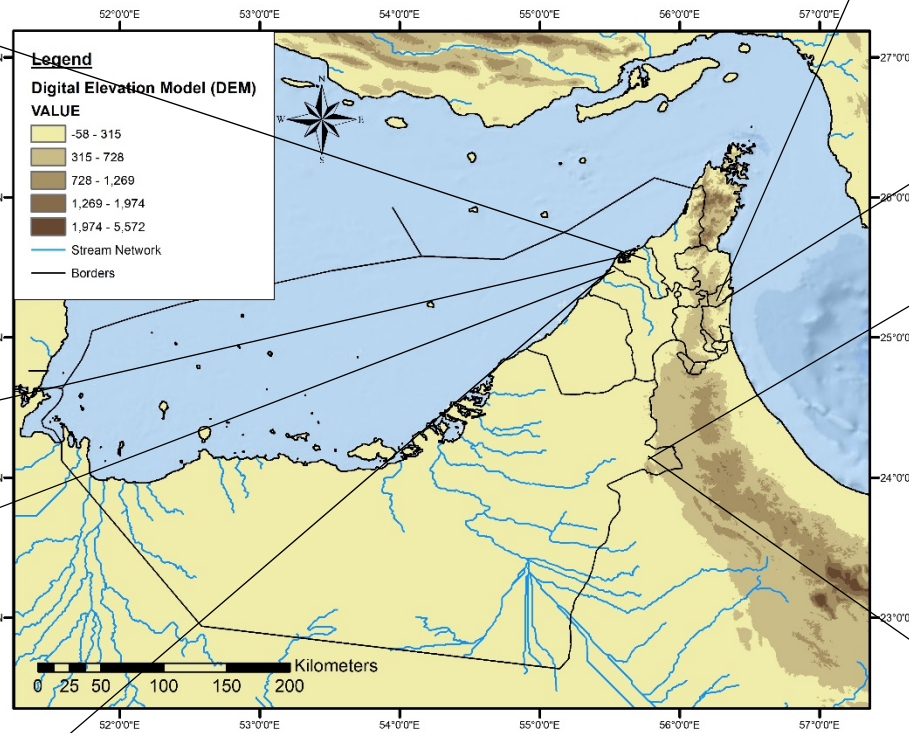 52°0'0"E 53°0'0"E 54°0'0"E 55°0'0"E 56°0'0"E 57°0'0"E
Legend
Digital Elevation Model (DEM)
VALUE
-58 - 315
315 - 728
728 - 1,269
1,269 - 1,974
1,974 - 5,572
Stream Network
Borders
N
W E
S
27°0'0
26°0'0
25°0'0
24°0'0
23°0'0
Kilometers
0 25 50 100 150 200
52°0'0"E 53°0'0"E 54°0'0"E 55°0'0"E 56°0'0"E 57°0'0"E